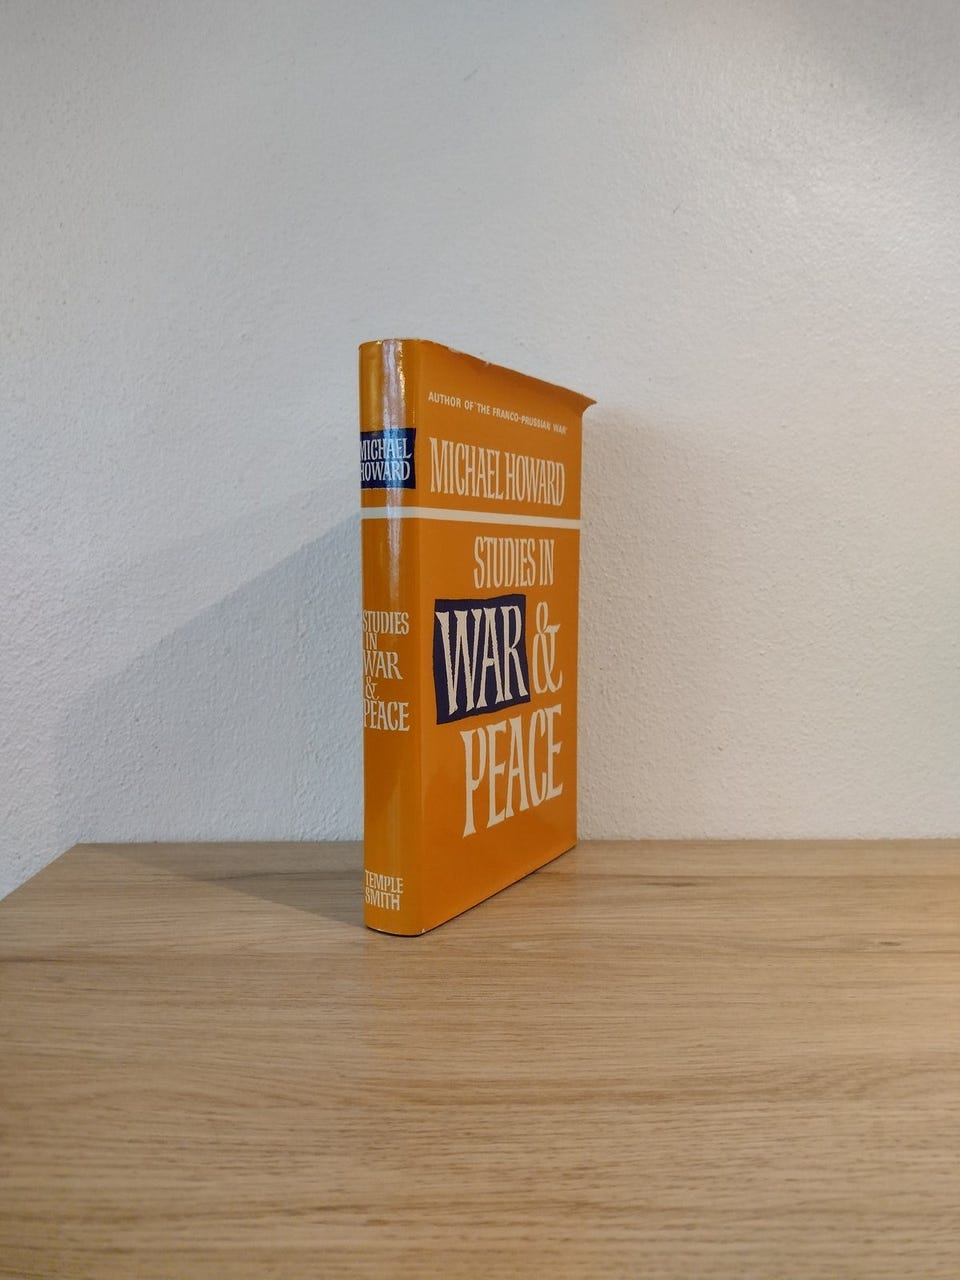 MICHAEL
HOWARD
STUDIES
IN
WAR
&
PEACE
TEMPLE
SMITH
AUTHOR OF 'THE FRANCO-PRUSSIAN WAR'
MICHAEL HOWARD
STUDIES IN
WAR &
PEACE